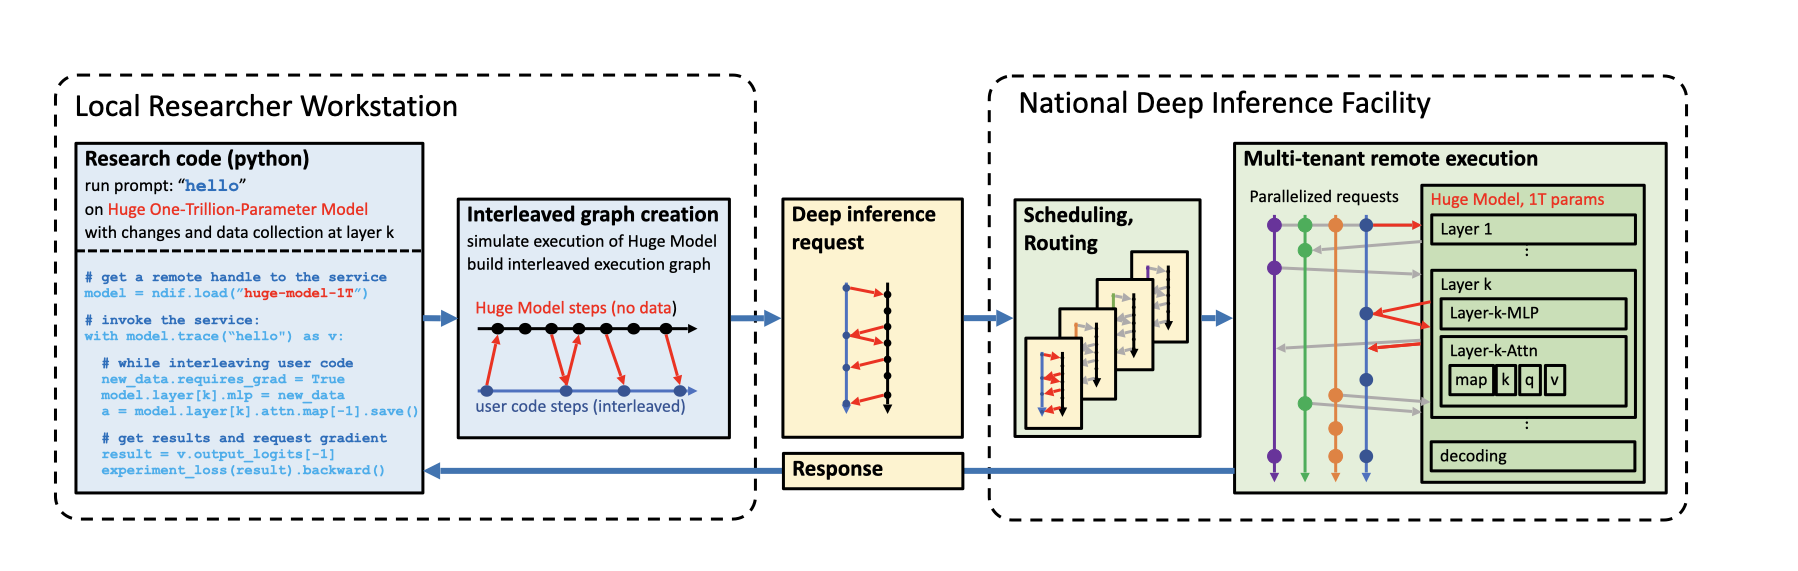 Local Researcher Workstation
Research code (python)
run prompt: “hello”
on Huge One-Trillion-Parameter Model
with changes and data collection at layer k
# get a remote handle to the service
model = ndif.load(“huge-model-1T”)
# invoke the service:
with model.trace(“hello") as v:
# while interleaving user code
new_data.requires_grad = True
model.layer[k].mlp = new_data
a = model.layer[k].attn.map[-1].save()
# get results and request gradient
result = v.output_logits[-1]
experiment_loss(result).backward()
Interleaved graph creation
simulate execution of Huge Model
build interleaved execution graph
Huge Model steps (no data)
user code steps (interleaved)
Deep inference
request
Response
National Deep Inference Facility
Scheduling,
Routing
Multi-tenant remote execution
Parallelized requests
Huge Model, 1T params
Layer 1
:
Layer k
Layer-k-MLP
Layer-k-Attn
map k q v
:
decoding